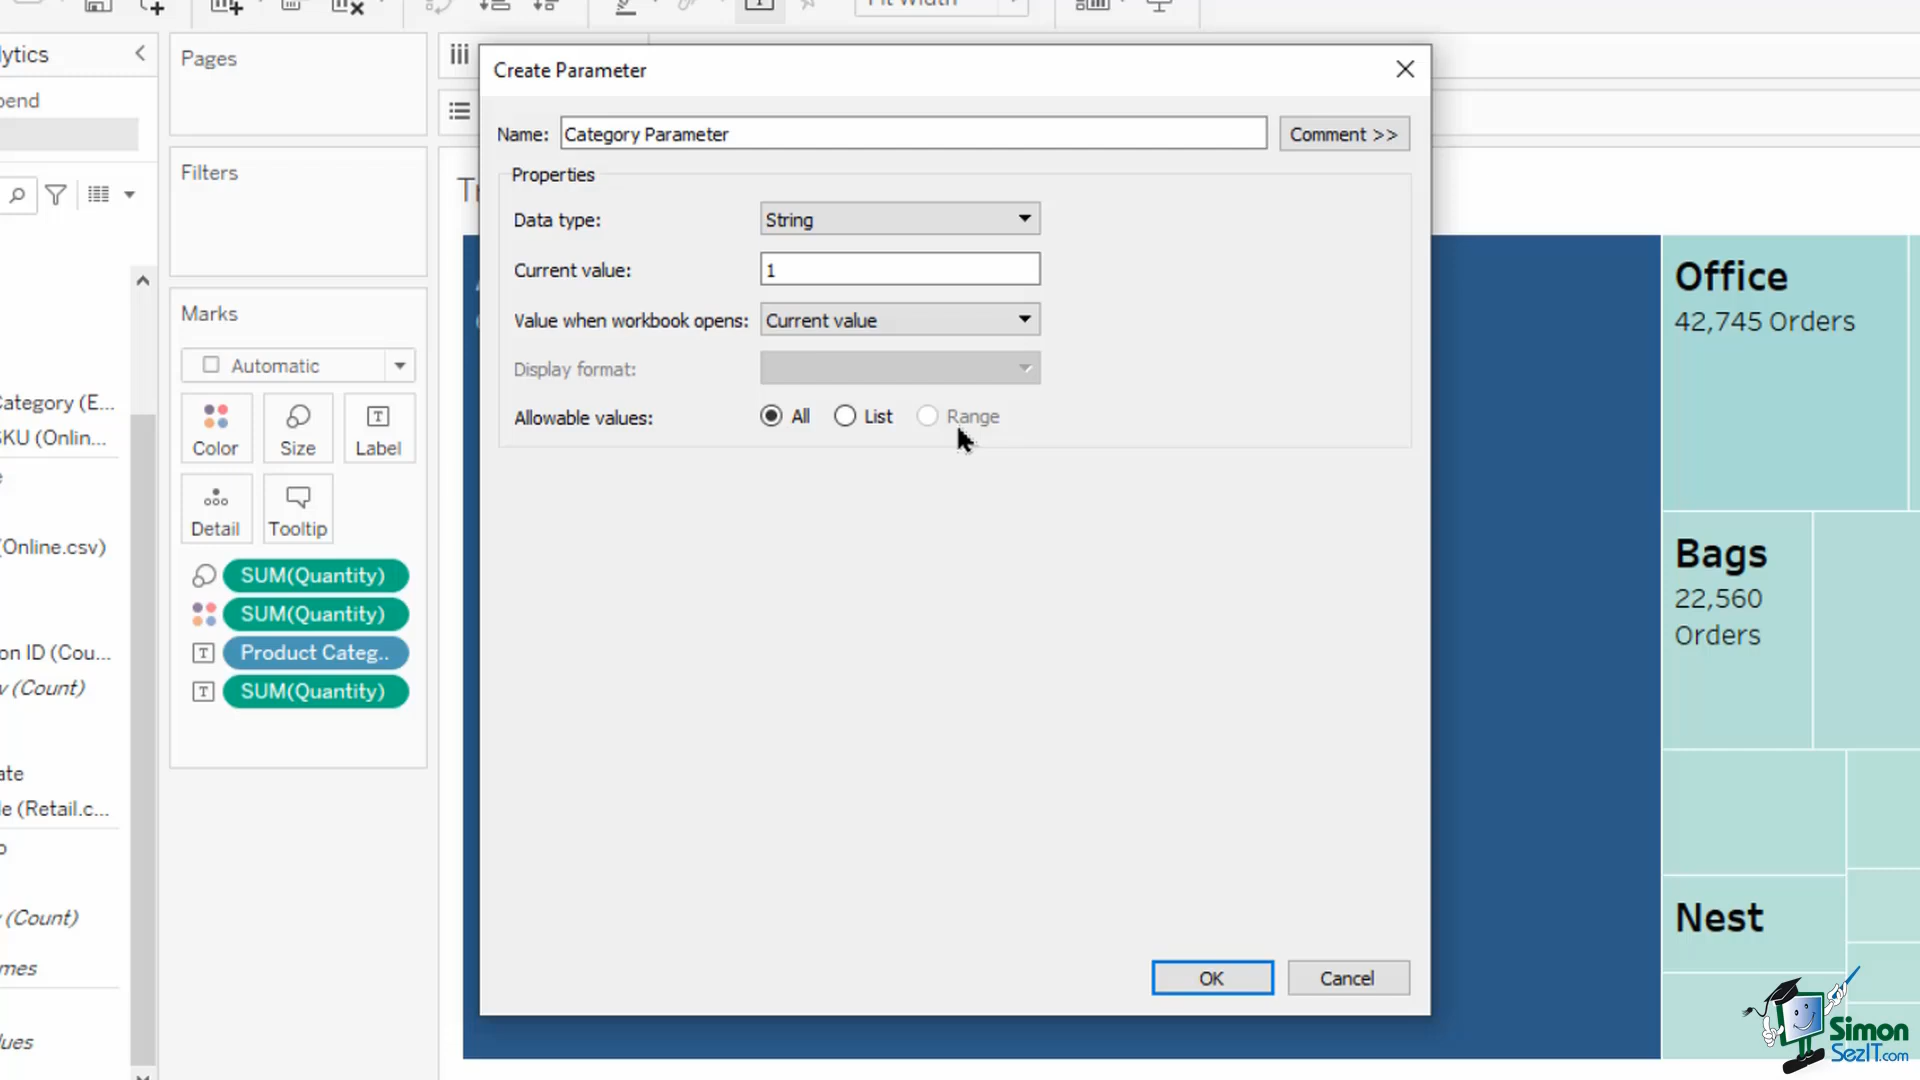 lytics
Pages
Create Parameter
Name: Category Parameter
Comment >>
Filters
Properties
Data type: String
Current value: 1
Value when workbook opens: Current value
Display format:
Allowable values: All List Range
Marks
Automatic
Color Size Label
Detail Tooltip
SUM(Quantity)
SUM(Quantity)
Product Categ..
SUM(Quantity)
ategory (E...
KU (Onlin...
(Online.csv)
on ID (Cou...
(Count)
ate
e (Retail.c...
(Count)
mes
ues
Office
42,745 Orders
Bags
22,560
Orders
Nest
OK Cancel
Simon
SezIT.com